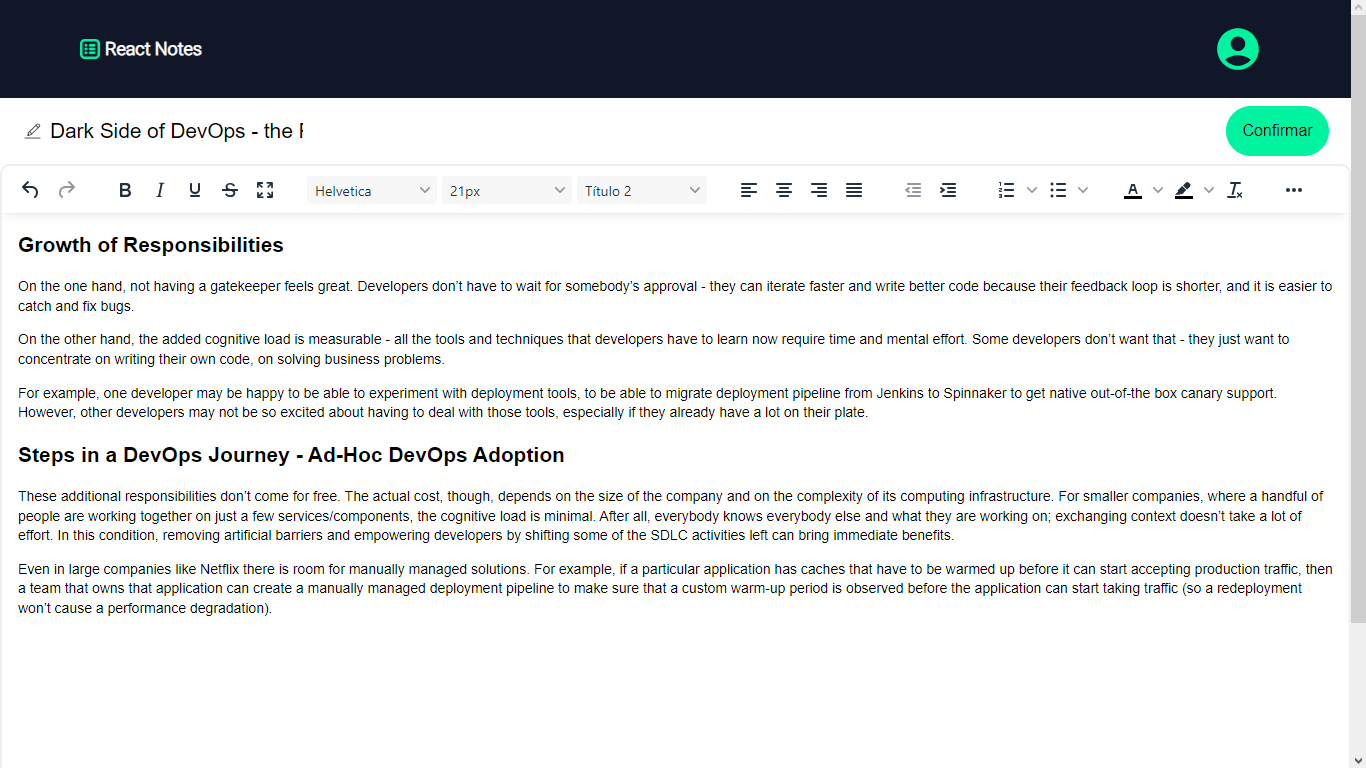 React Notes
Dark Side of DevOps - the
Confirmar
B I U S Helvetica 21px Título 2 A
Growth of Responsibilities
On the one hand, not having a gatekeeper feels great. Developers don’t have to wait for somebody’s approval - they can iterate faster and write better code because their feedback loop is shorter, and it is easier to
catch and fix bugs.
On the other hand, the added cognitive load is measurable - all the tools and techniques that developers have to learn now require time and mental effort. Some developers don’t want that - they just want to
concentrate on writing their own code, on solving business problems.
For example, one developer may be happy to be able to experiment with deployment tools, to be able to migrate deployment pipeline from Jenkins to Spinnaker to get native out-of-the box canary support.
However, other developers may not be so excited about having to deal with those tools, especially if they already have a lot on their plate.
Steps in a DevOps Journey - Ad-Hoc DevOps Adoption
These additional responsibilities don’t come for free. The actual cost, though, depends on the size of the company and on the complexity of its computing infrastructure. For smaller companies, where a handful of
people are working together on just a few services/components, the cognitive load is minimal. After all, everybody knows everybody else and what they are working on; exchanging context doesn’t take a lot of
effort. In this condition, removing artificial barriers and empowering developers by shifting some of the SDLC activities left can bring immediate benefits.
Even in large companies like Netflix there is room for manually managed solutions. For example, if a particular application has caches that have to be warmed up before it can start accepting production traffic, then
a team that owns that application can create a manually managed deployment pipeline to make sure that a custom warm-up period is observed before the application can start taking traffic (so a redeployment
won’t cause a performance degradation).